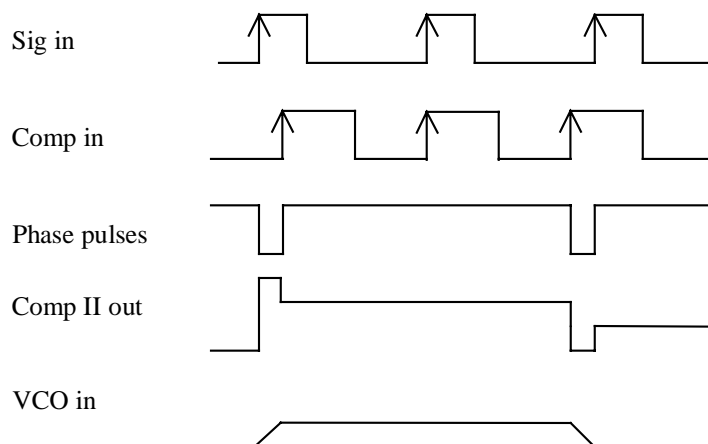 Sig in
Comp in
Phase pulses
Comp II out
VCO in